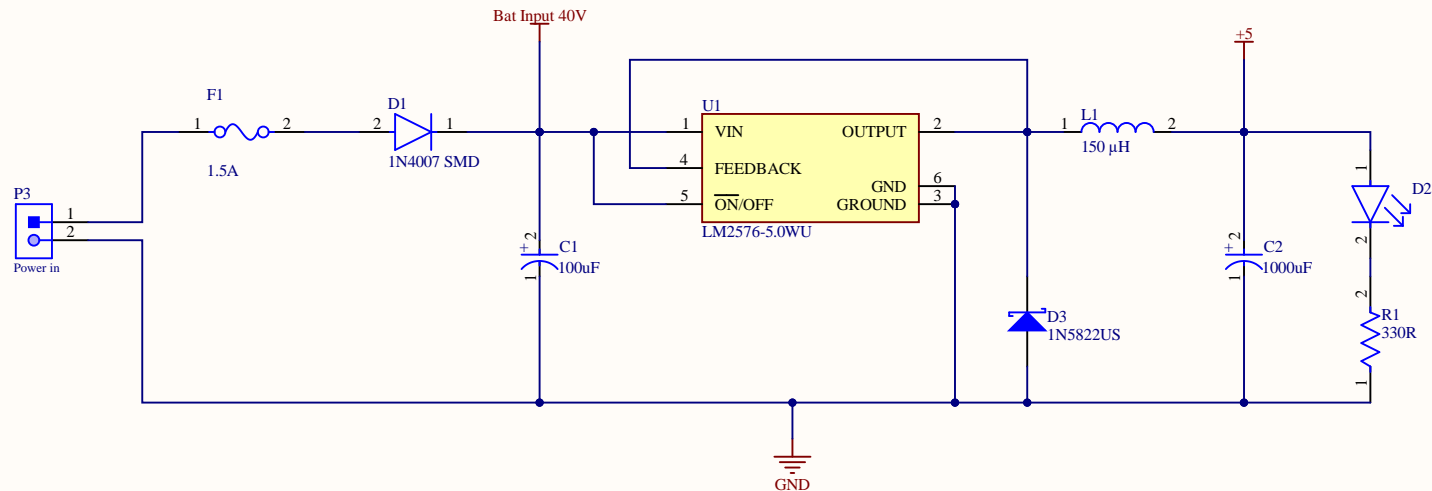 Bat Input 40V
+5
F1
1 2
1.5A
D1
2 1
1N4007 SMD
P3
1
2
Power in
+ 2
C1
100uF
1
U1
1 VIN
4 FEEDBACK
5 ON/OFF
OUTPUT 2
GND 6
GROUND 3
LM2576-5.0WU
L1
1 2
150 µH
D3
1N5822US
+ 2
C2
1000uF
1
1
D2
2
2
R1
330R
1
GND